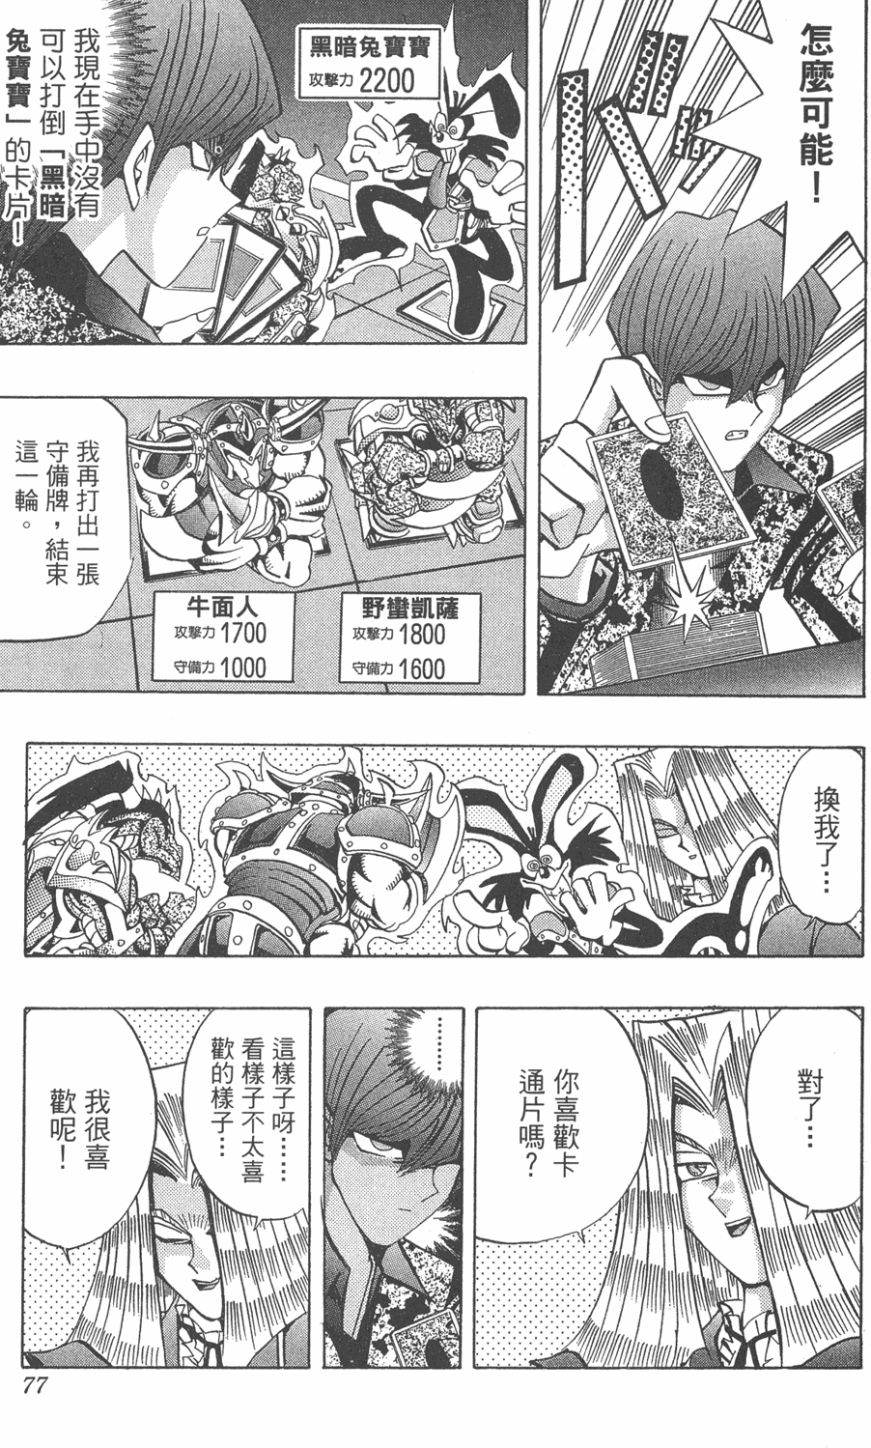 怎麼可能！
黑暗兔寶寶
攻擊力 2200
我現在手中沒有
可以打倒「黑暗
兔寶寶」的卡片！
野蠻凱薩
攻擊力 1800
守備力 1600
牛面人
攻擊力 1700
守備力 1000
我再打出一張
守備牌，結束
這一輪。
換我了…
對了…
你喜歡卡
通片嗎？
………
這樣子呀……
看樣子不太喜
歡的樣子…
我很喜
歡呢！
77